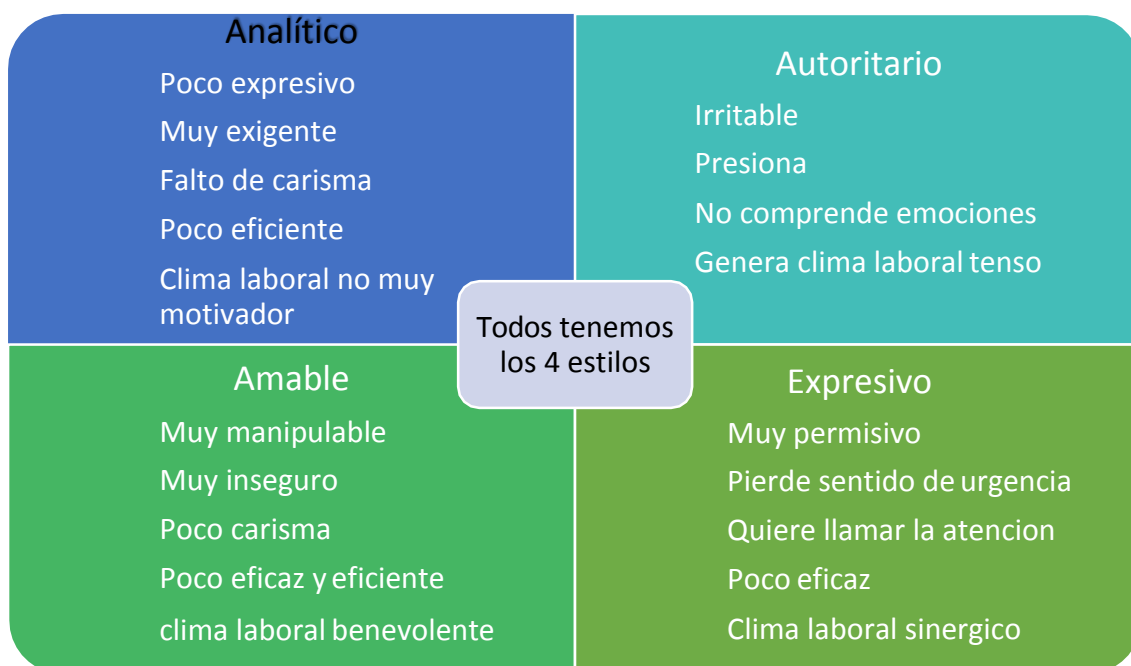 Analítico
Poco expresivo
Muy exigente
Falto de carisma
Poco eficiente
Clima laboral no muy
motivador
Autoritario
Irritable
Presiona
No comprende emociones
Genera clima laboral tenso
Todos tenemos
los 4 estilos
Amable
Muy manipulable
Muy inseguro
Poco carisma
Poco eficaz y eficiente
clima laboral benevolente
Expresivo
Muy permisivo
Pierde sentido de urgencia
Quiere llamar la atencion
Poco eficaz
Clima laboral sinergico